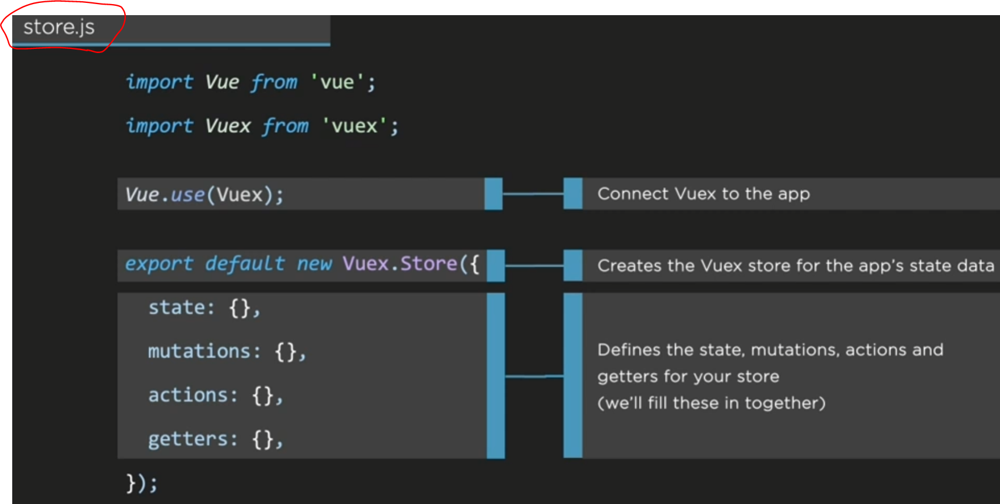 store.js
import Vue from 'vue';
import Vuex from 'vuex';
Vue.use(Vuex);
Connect Vuex to the app
export default new Vuex.Store({
Creates the Vuex store for the app's state data
state: {},
mutations: {},
actions: {},
getters: {},
Defines the state, mutations, actions and
getters for your store
(we'll fill these in together)
});